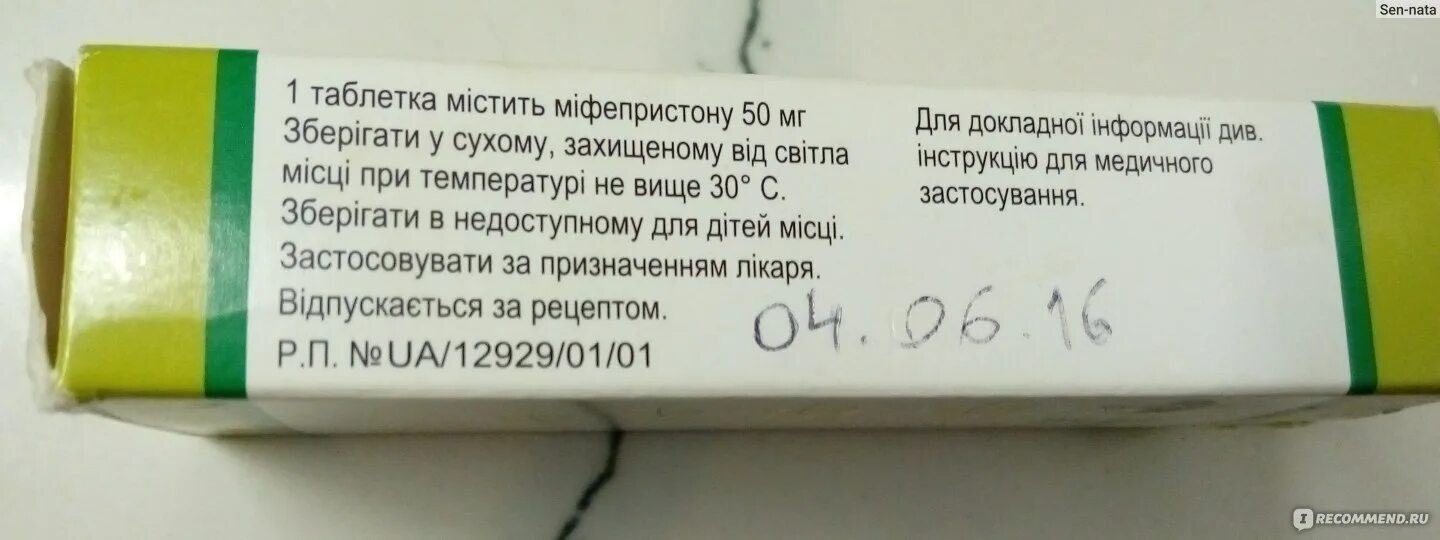 Sen-nata
1 таблетка містить міфепристону 50 мг
Зберігати у сухому, захищеному від світла
місці при температурі не вище 30° С.
Зберігати в недоступному для дітей місці.
Застосовувати за призначенням лікаря.
Відпускається за рецептом.
Р.П. №UA/12929/01/01
Для докладної інформації див.
інструкцію для медичного
застосування.
04.06.16
IRECOMMEND.RU